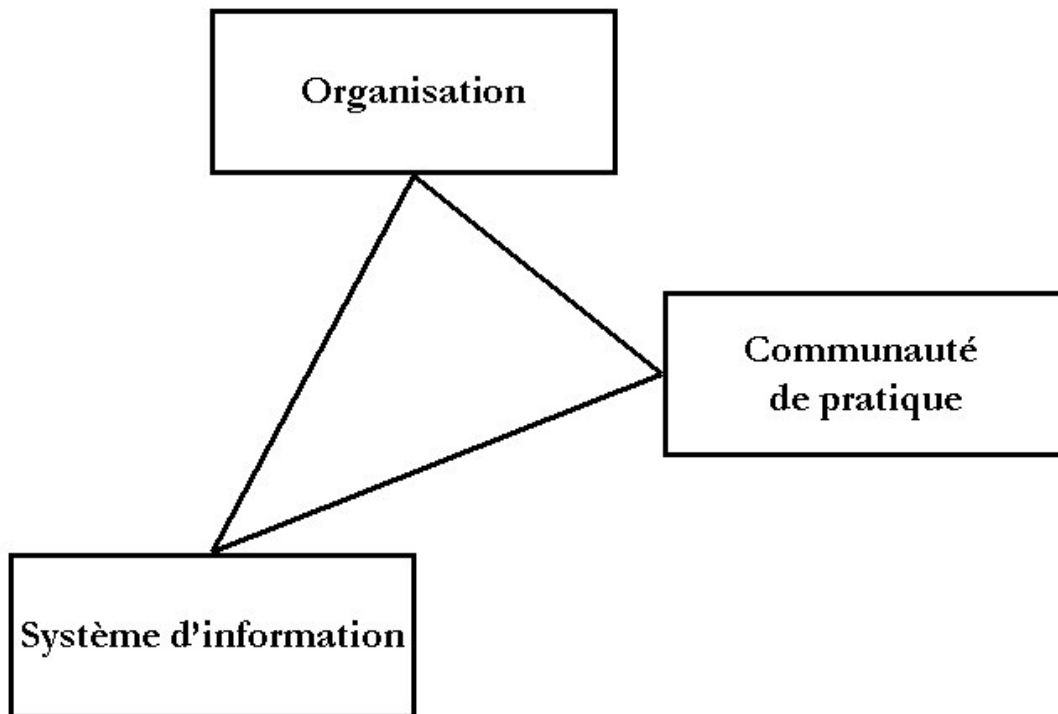 Organisation
Communauté
de pratique
Système d'information